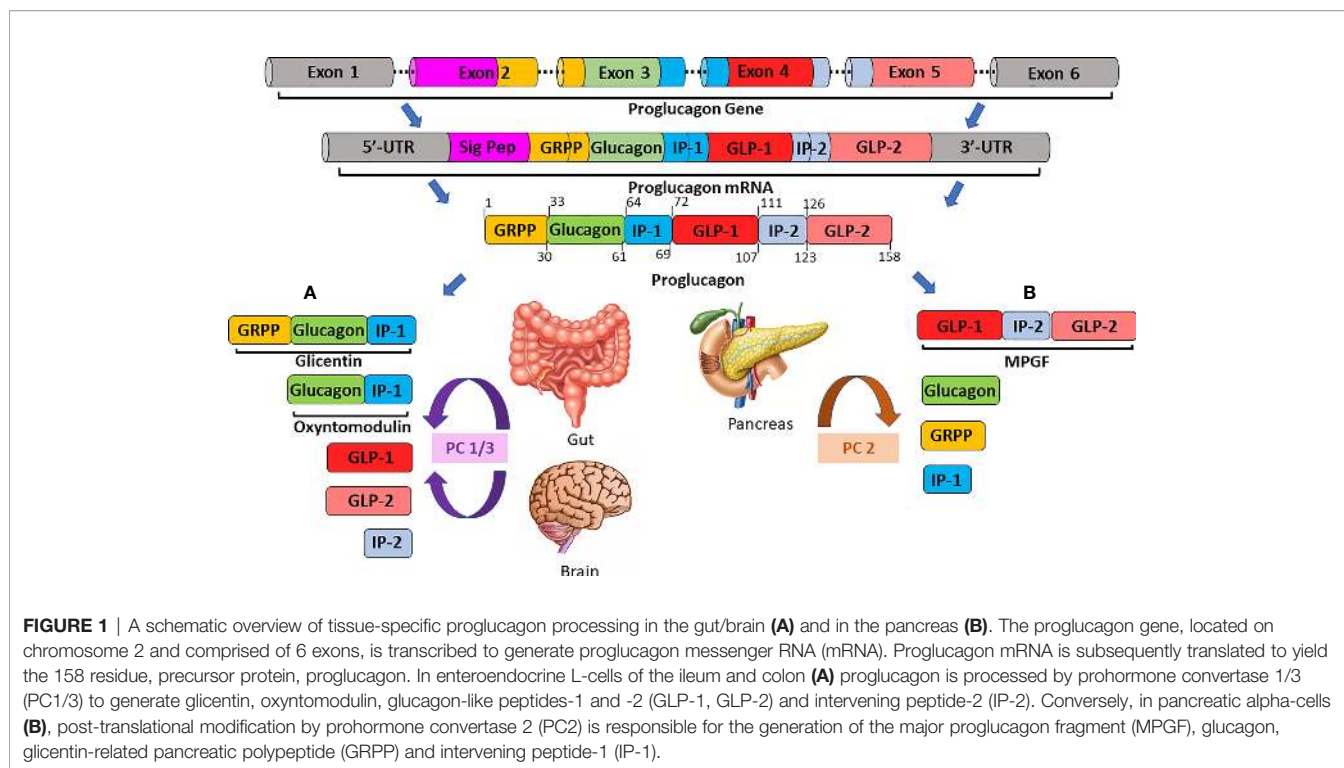 Exon 1 Exon 2 Exon 3 Exon 4 Exon 5 Exon 6
Proglucagon Gene
5’-UTR Sig Pep GRPP Glucagon IP-1 GLP-1 IP-2 GLP-2 3’-UTR
Proglucagon mRNA
1 33 64 72 111 126
GRPP Glucagon IP-1 GLP-1 IP-2 GLP-2
30 61 69 107 123 158
Proglucagon
A
GRPP Glucagon IP-1
Glicentin
Glucagon IP-1
Oxyntomodulin
GLP-1
GLP-2
IP-2
PC 1/3
Gut
Brain
Pancreas
PC 2
B
GLP-1 IP-2 GLP-2
MPGF
Glucagon
GRPP
IP-1
FIGURE 1 | A schematic overview of tissue-specific proglucagon processing in the gut/brain (A) and in the pancreas (B). The proglucagon gene, located on
chromosome 2 and comprised of 6 exons, is transcribed to generate proglucagon messenger RNA (mRNA). Proglucagon mRNA is subsequently translated to yield
the 158 residue, precursor protein, proglucagon. In enteroendocrine L-cells of the ileum and colon (A) proglucagon is processed by prohormone convertase 1/3
(PC1/3) to generate glicentin, oxyntomodulin, glucagon-like peptides-1 and -2 (GLP-1, GLP-2) and intervening peptide-2 (IP-2). Conversely, in pancreatic alpha-cells
(B), post-translational modification by prohormone convertase 2 (PC2) is responsible for the generation of the major proglucagon fragment (MPGF), glucagon,
glicentin-related pancreatic polypeptide (GRPP) and intervening peptide-1 (IP-1).